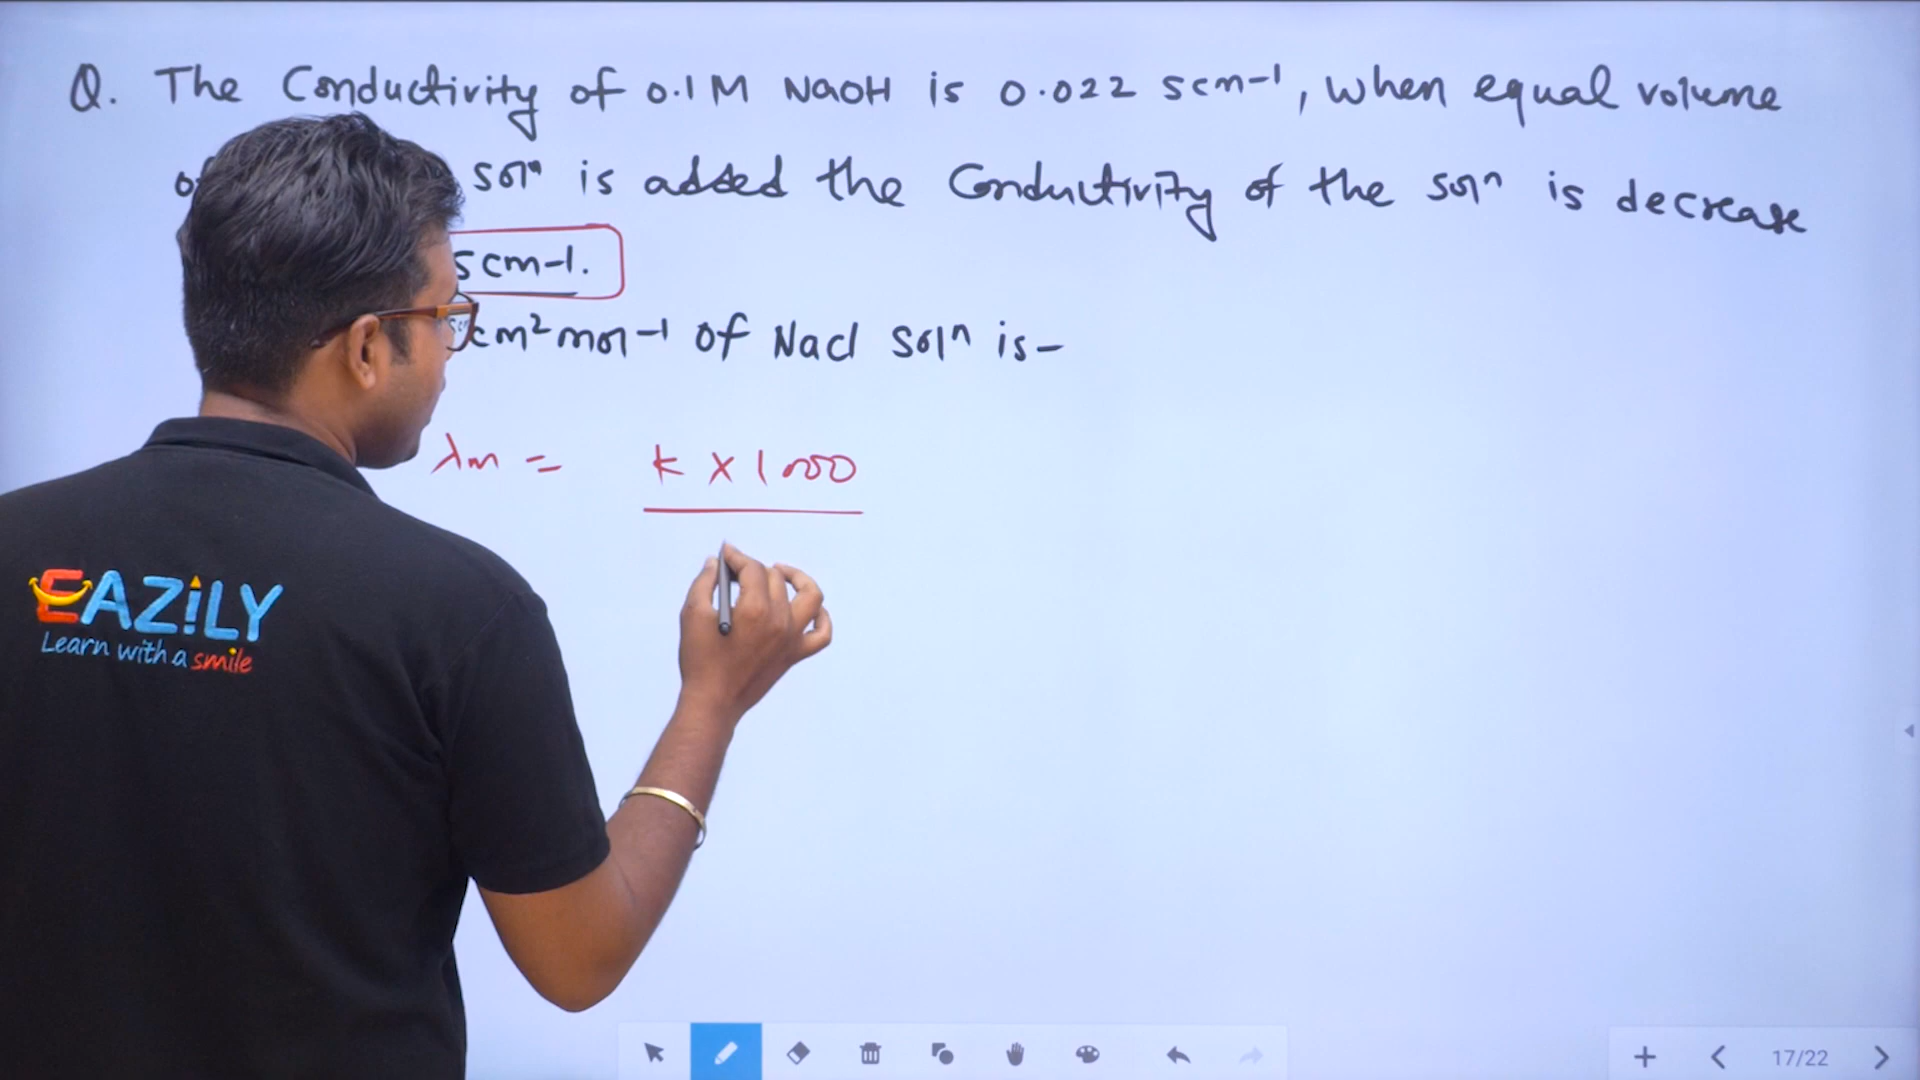 Q. The Conductivity of 0.1M NaOH is 0.022 scm-1, when equal volume
solⁿ is added the Conductivity of the solⁿ is decrease
scm-1.
cm²mol-1 of Nacl Solⁿ is-
λm = k X 1000
EAZiLY
Learn with a smile
17/22